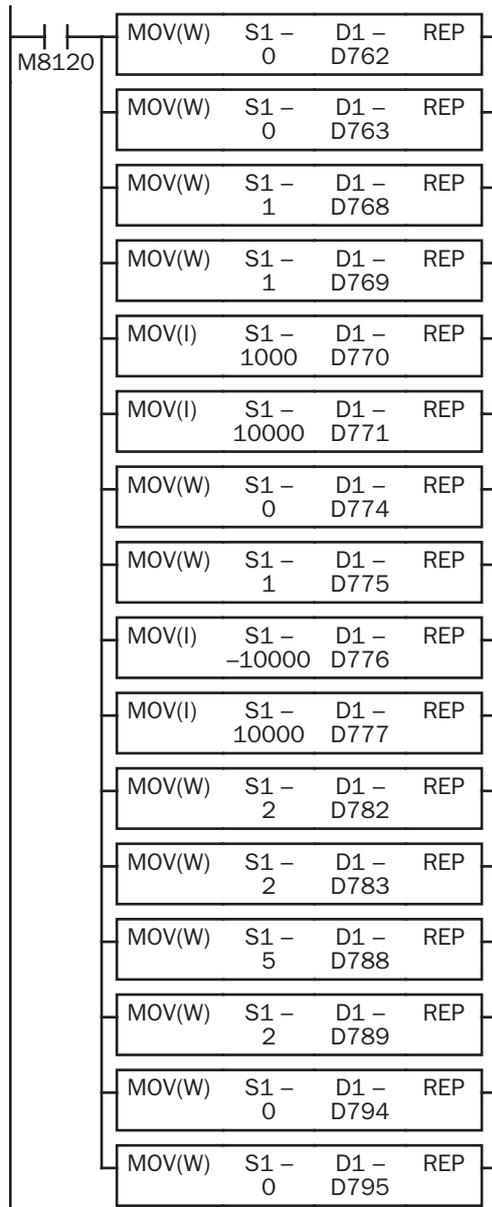 MOV(W) S1 – D1 – REP
0 D762
M8120
MOV(W) S1 – D1 – REP
0 D763
MOV(W) S1 – D1 – REP
1 D768
MOV(W) S1 – D1 – REP
1 D769
MOV(I) S1 – D1 – REP
1000 D770
MOV(I) S1 – D1 – REP
10000 D771
MOV(W) S1 – D1 – REP
0 D774
MOV(W) S1 – D1 – REP
1 D775
MOV(I) S1 – D1 – REP
–10000 D776
MOV(I) S1 – D1 – REP
10000 D777
MOV(W) S1 – D1 – REP
2 D782
MOV(W) S1 – D1 – REP
2 D783
MOV(W) S1 – D1 – REP
5 D788
MOV(W) S1 – D1 – REP
2 D789
MOV(W) S1 – D1 – REP
0 D794
MOV(W) S1 – D1 – REP
0 D795